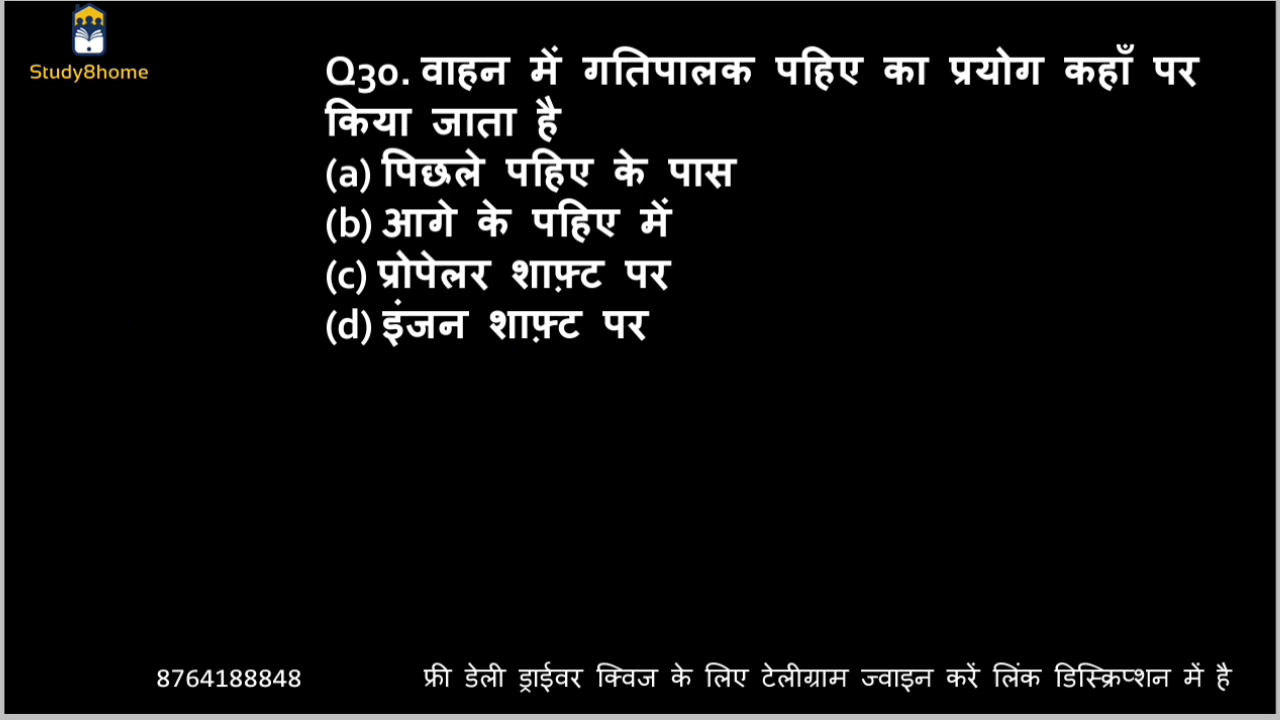 Study8home
Q30. वाहन में गतिपालक पहिए का प्रयोग कहाँ पर
किया जाता है
(a) पिछले पहिए के पास
(b) आगे के पहिए में
(c) प्रोपेलर शाफ़्ट पर
(d) इंजन शाफ़्ट पर
8764188848 फ्री डेली ड्राईवर क्विज के लिए टेलीग्राम ज्वाइन करें लिंक डिस्क्रिप्शन में है